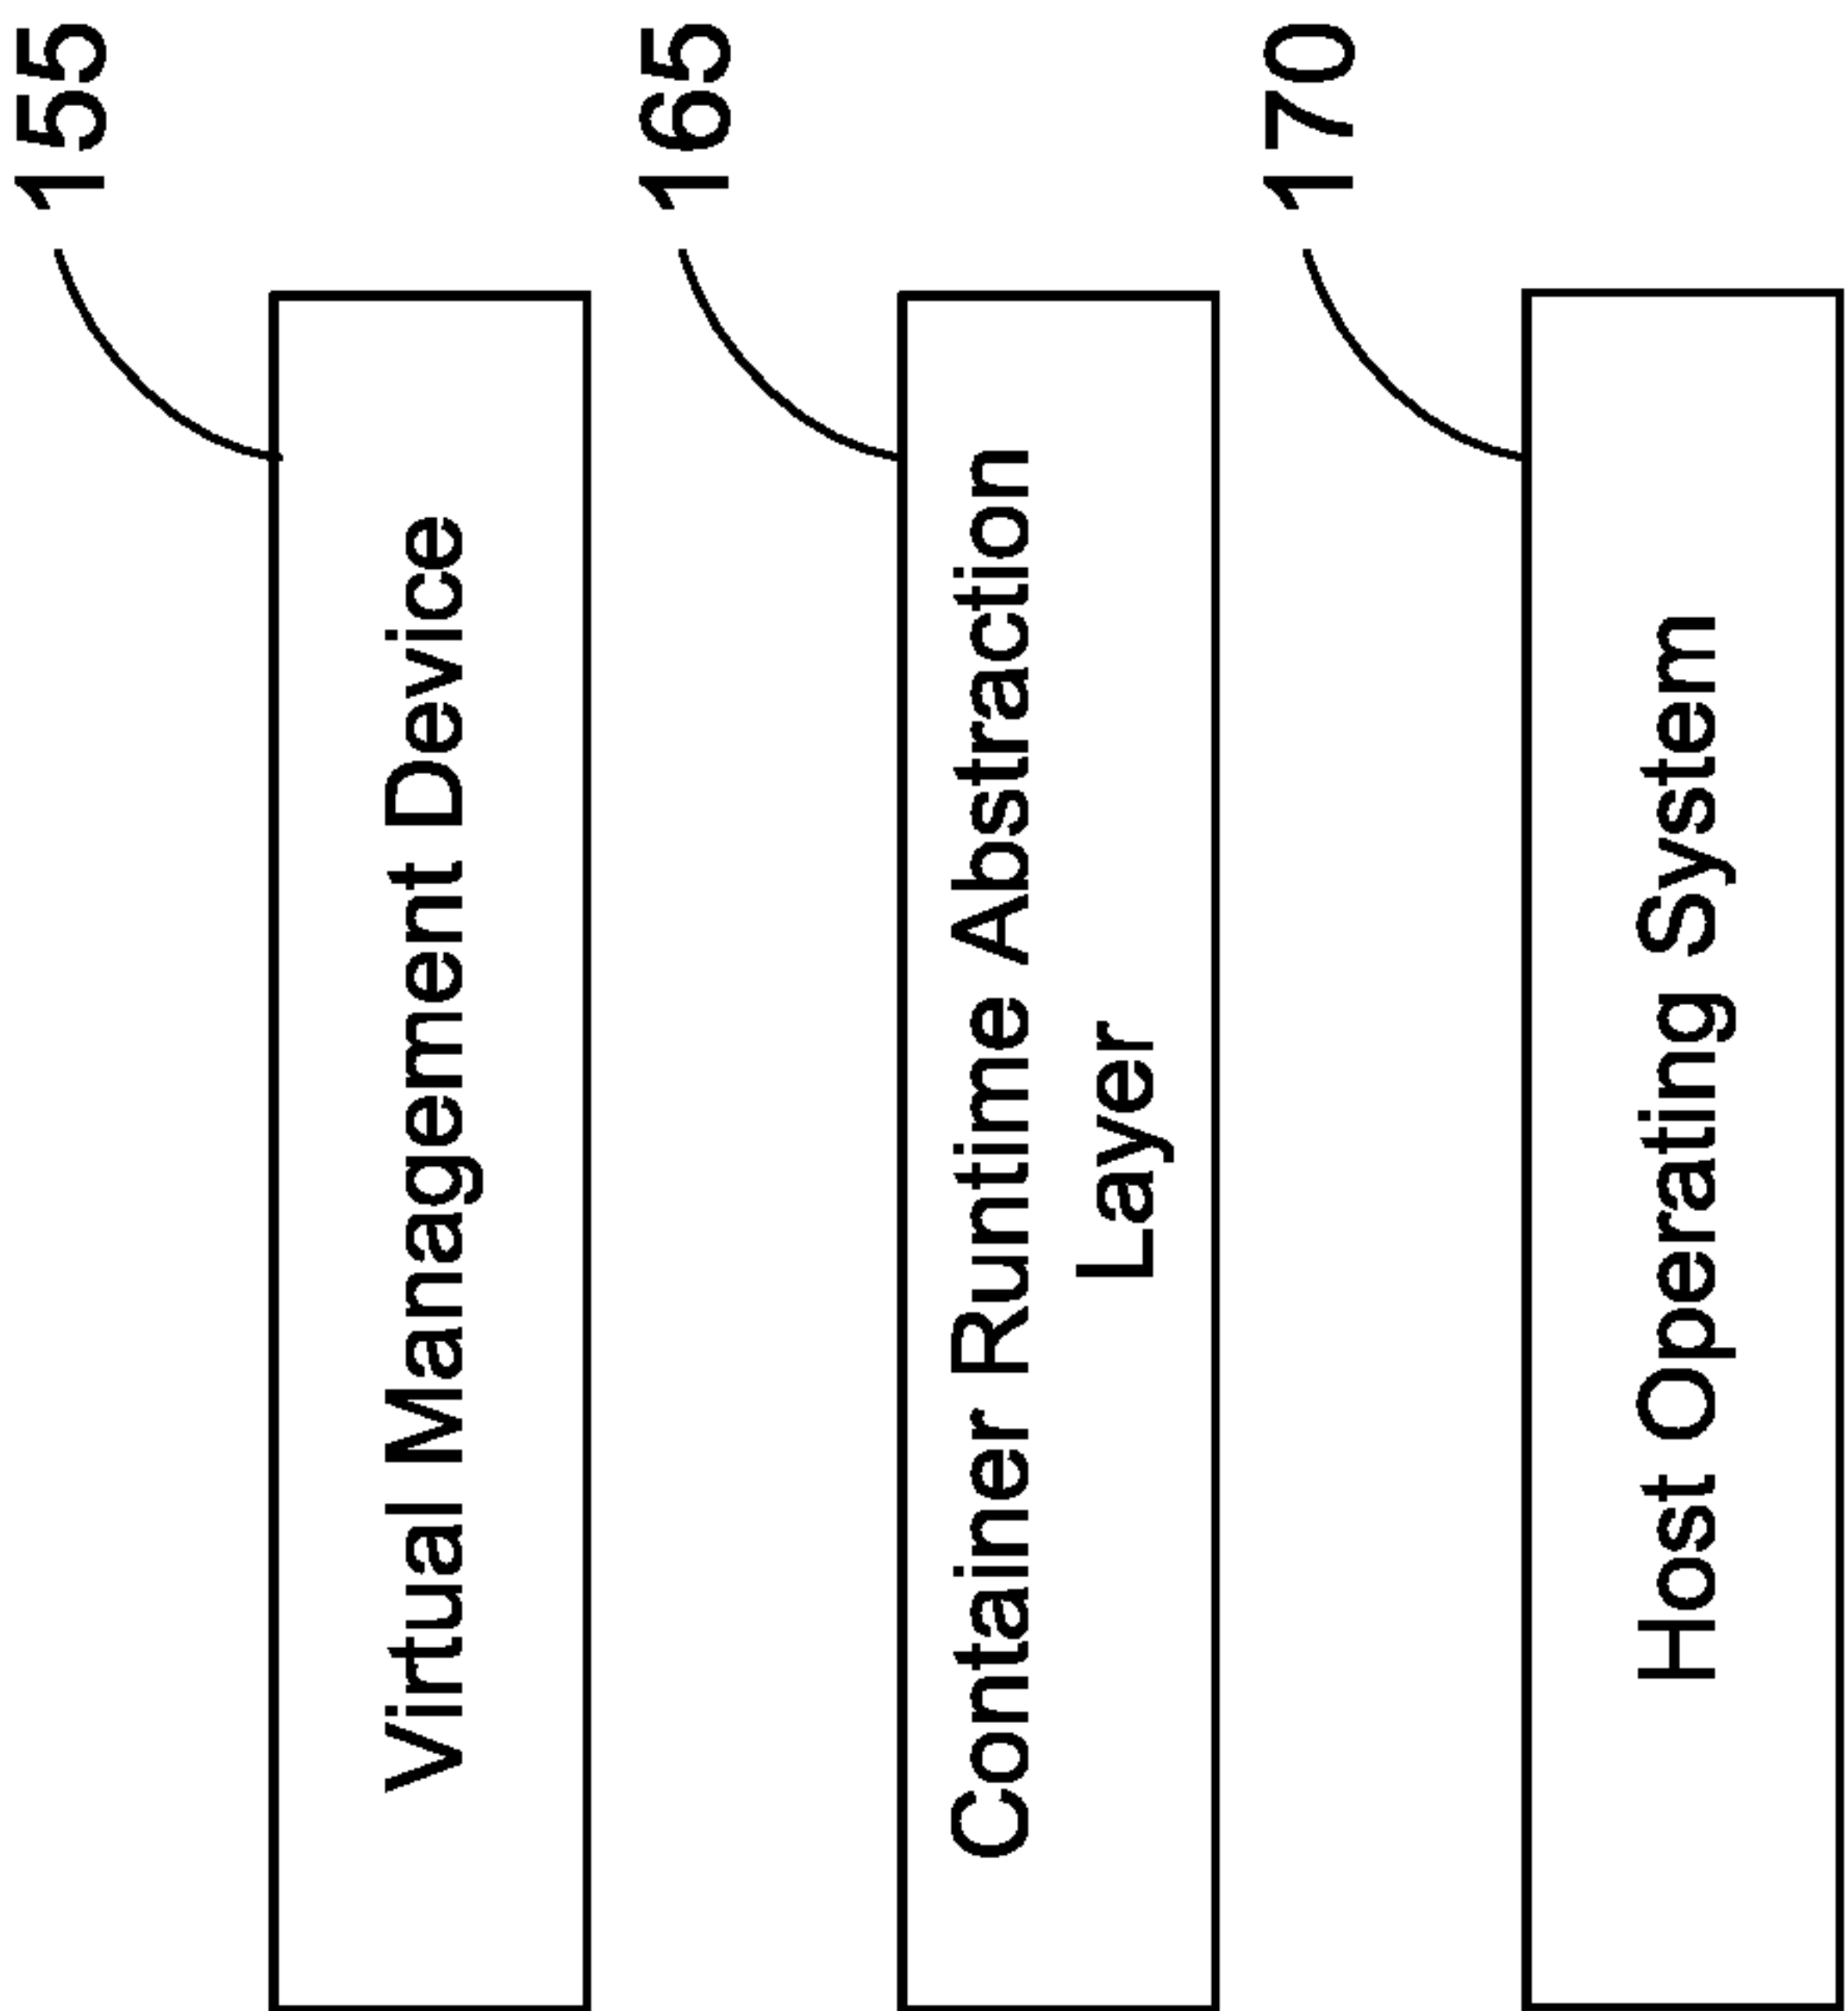 155
Virtual Management Device
165
Container Runtime Abstraction
Layer
170
Host Operating System